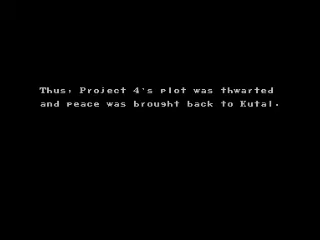 Thus, Project 4's plot was thwarted
and peace was brought back to Kutal.